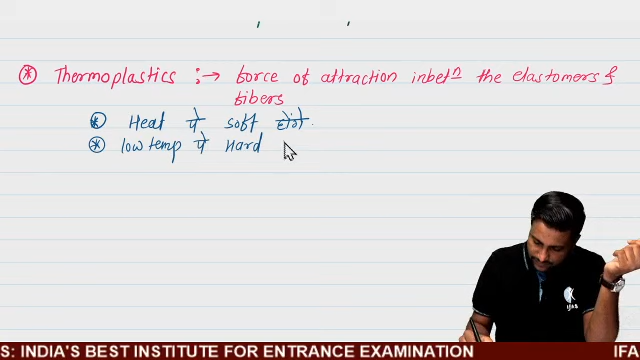 * Thermoplastics :→ force of attraction inbetn the elastomers &
fibers
* Heat पे soft होते.
* low temp पे Hard
ifas
S: INDIA'S BEST INSTITUTE FOR ENTRANCE EXAMINATION IFA